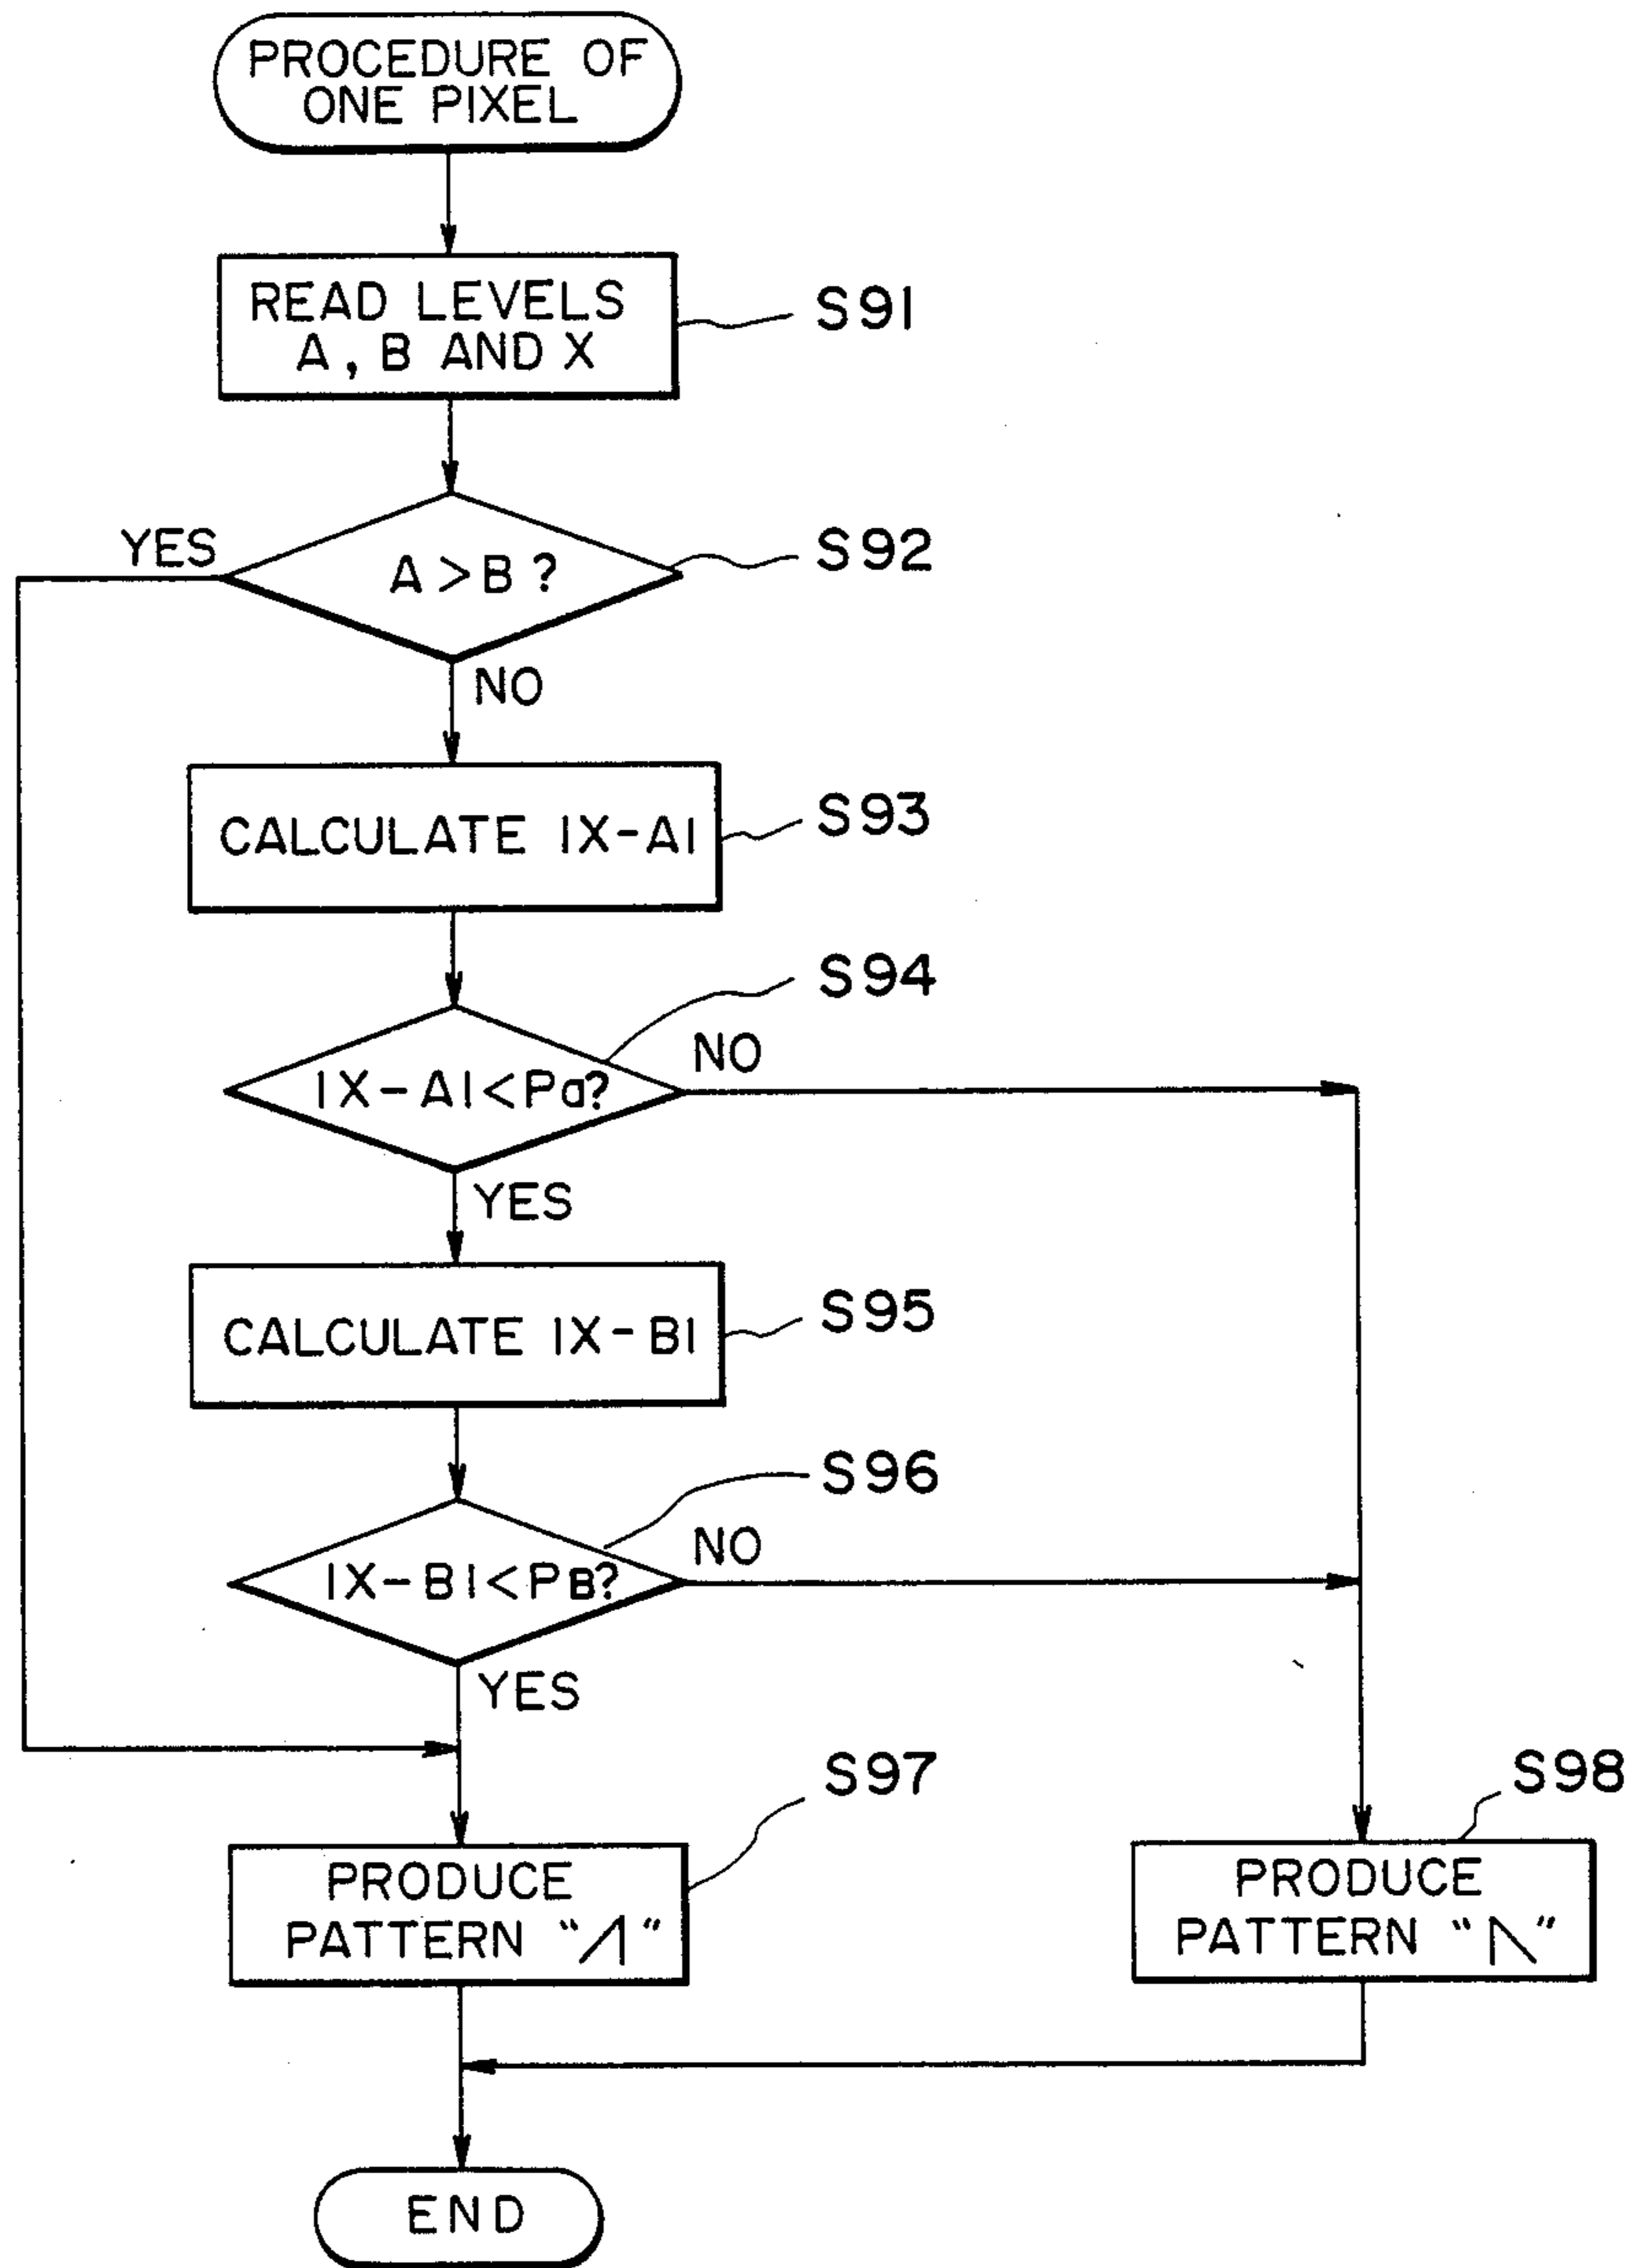 PROCEDURE OF
ONE PIXEL
READ LEVELS
A, B AND X
S91
YES
A > B ?
S92
NO
CALCULATE |X-A|
S93
S94
|X-A|<Pa?
NO
YES
CALCULATE |X-B|
S95
S96
|X-B|<PB?
NO
YES
S97
S98
PRODUCE
PATTERN "⩘"
PRODUCE
PATTERN "
END